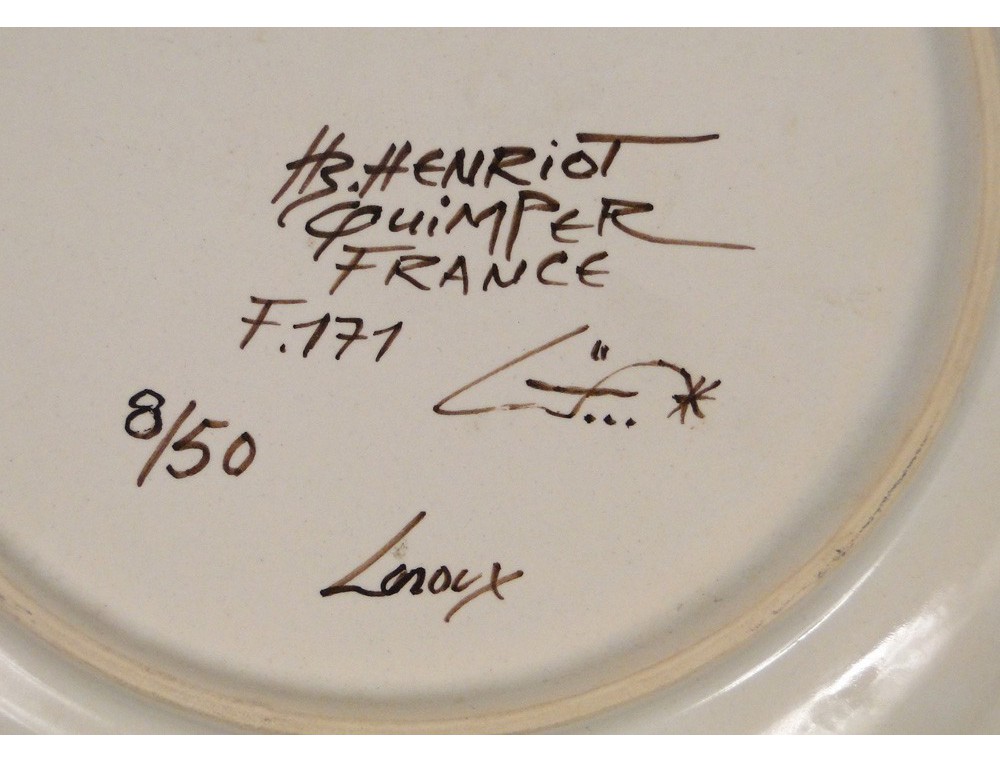 HB.HENRIOT
QUIMPER
FRANCE
F.171
8/50
Leroux